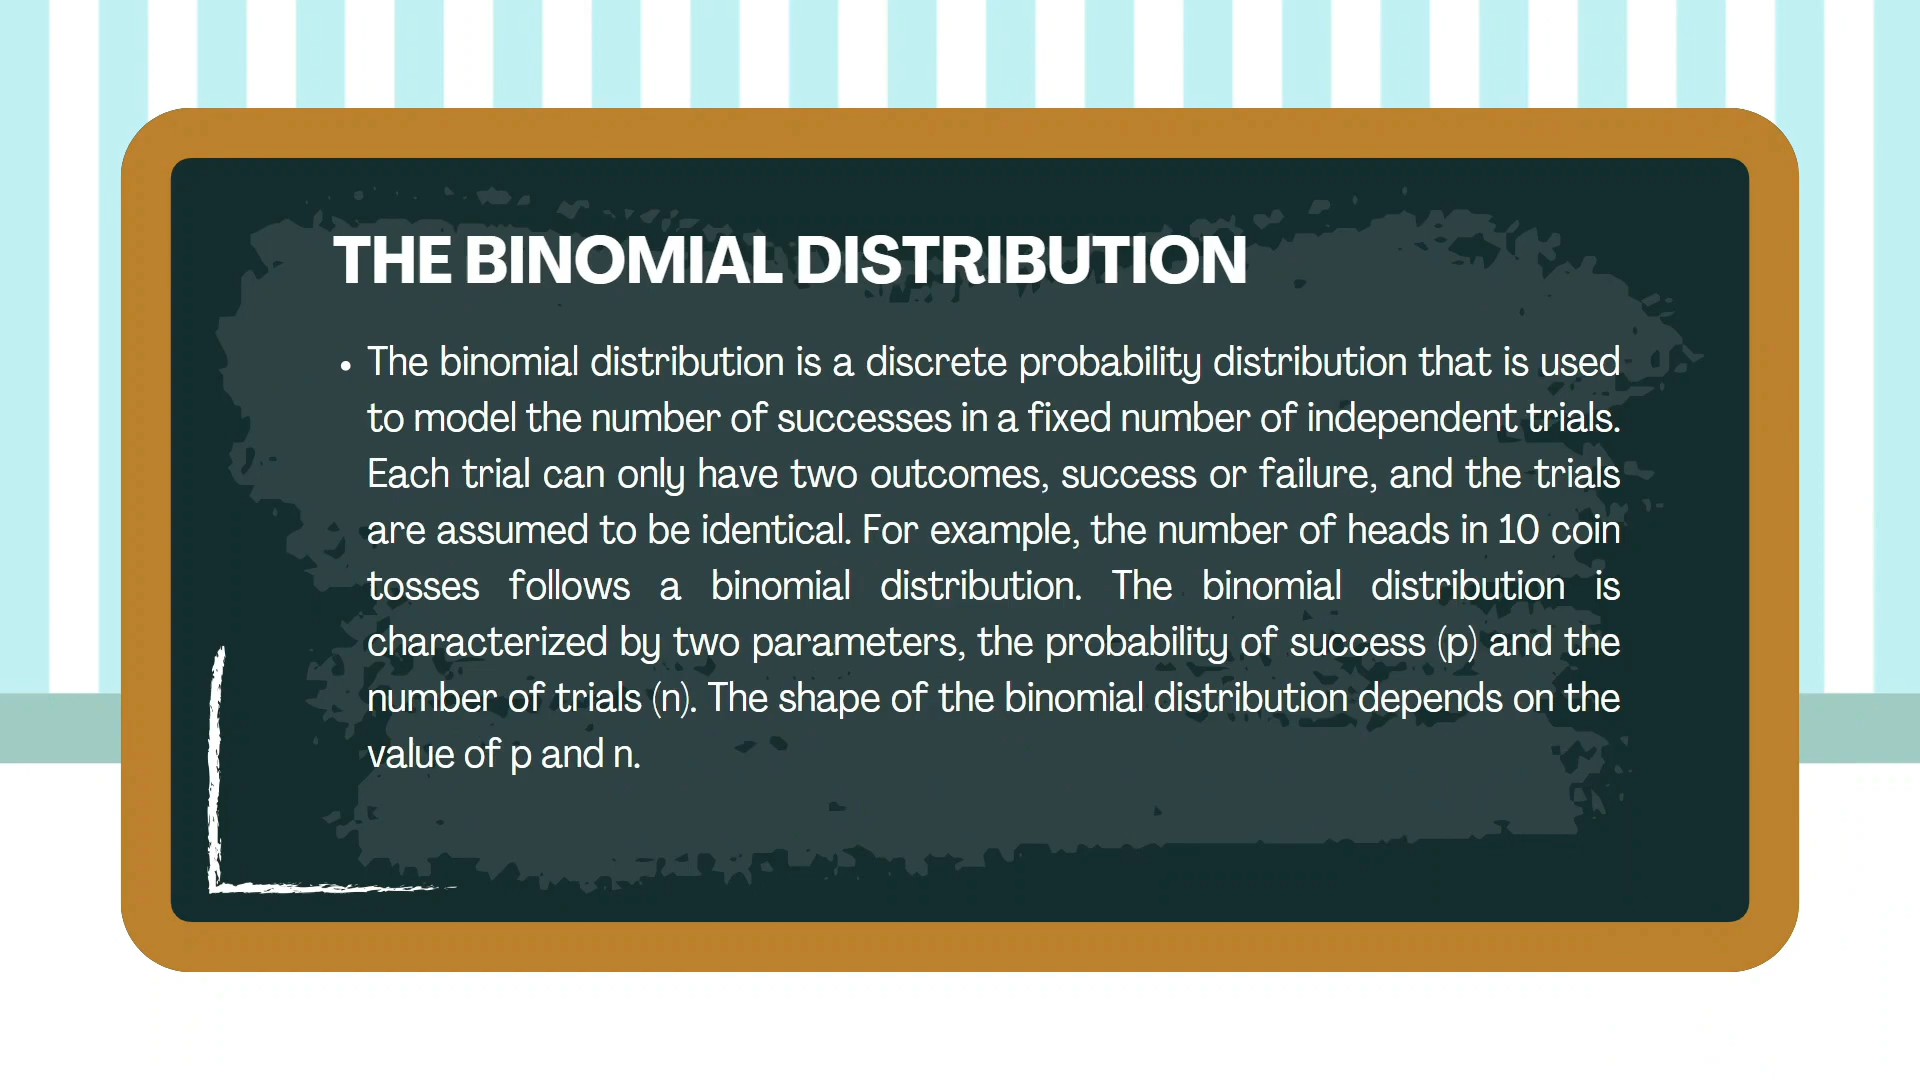 THE BINOMIAL DISTRIBUTION
• The binomial distribution is a discrete probability distribution that is used
to model the number of successes in a fixed number of independent trials.
Each trial can only have two outcomes, success or failure, and the trials
are assumed to be identical. For example, the number of heads in 10 coin
tosses follows a binomial distribution. The binomial distribution is
characterized by two parameters, the probability of success (p) and the
number of trials (n). The shape of the binomial distribution depends on the
value of p and n.